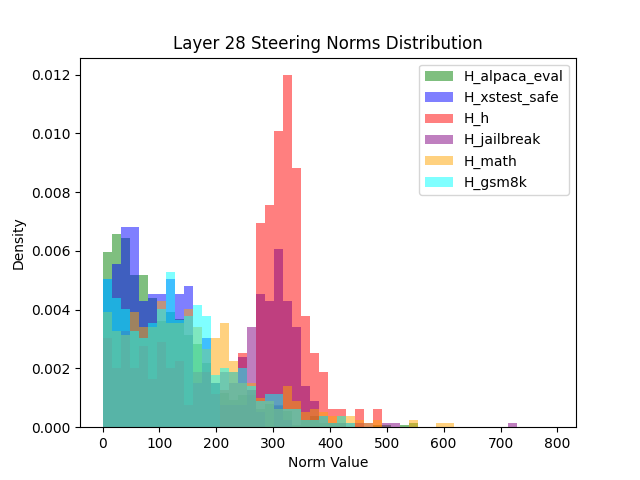 Layer 28 Steering Norms Distribution
H_alpaca_eval
H_xstest_safe
H_h
H_jailbreak
H_math
H_gsm8k
0.012
0.010
0.008
0.006
0.004
0.002
0.000
Density
0 100 200 300 400 500 600 700 800
Norm Value